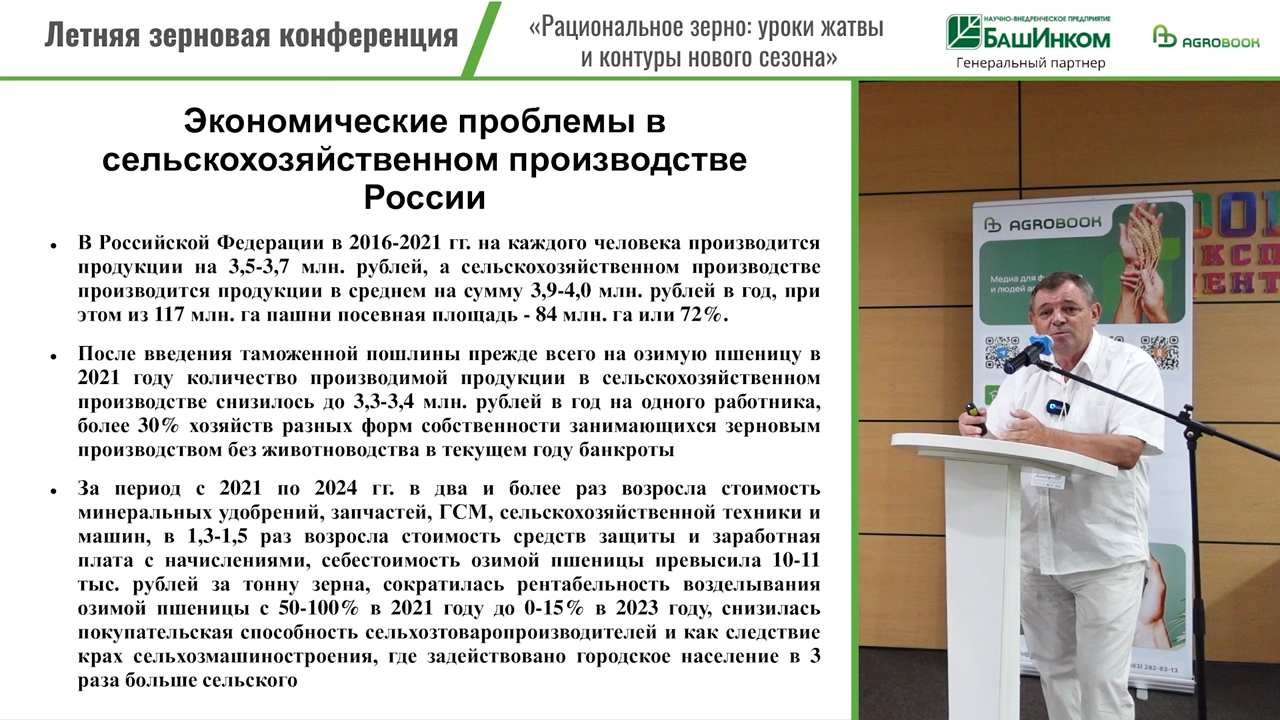 Летняя зерновая конференция
«Рациональное зерно: уроки жатвы
и контуры нового сезона»
НАУЧНО-ВНЕДРЕНЧЕСКОЕ ПРЕДПРИЯТИЕ
БАШИНКОМ
Генеральный партнер
AGROBOOK
Экономические проблемы в
сельскохозяйственном производстве
России
В Российской Федерации в 2016-2021 гг. на каждого человека производится
продукции на 3,5-3,7 млн. рублей, а сельскохозяйственном производстве
производится продукции в среднем на сумму 3,9-4,0 млн. рублей в год, при
этом из 117 млн. га пашни посевная площадь - 84 млн. га или 72%.
После введения таможенной пошлины прежде всего на озимую пшеницу в
2021 году количество производимой продукции в сельскохозяйственном
производстве снизилось до 3,3-3,4 млн. рублей в год на одного работника,
более 30% хозяйств разных форм собственности занимающихся зерновым
производством без животноводства в текущем году банкроты
За период с 2021 по 2024 гг. в два и более раз возросла стоимость
минеральных удобрений, запчастей, ГСМ, сельскохозяйственной техники и
машин, в 1,3-1,5 раз возросла стоимость средств защиты и заработная
плата с начислениями, себестоимость озимой пшеницы превысила 10-11
тыс. рублей за тонну зерна, сократилась рентабельность возделывания
озимой пшеницы с 50-100% в 2021 году до 0-15% в 2023 году, снизилась
покупательская способность сельхозтоваропроизводителей и как следствие
крах сельхозмашиностроения, где задействовано городское население в 3
раза больше сельского
AGROBOOK
Медиа для
и людей
282-83-13